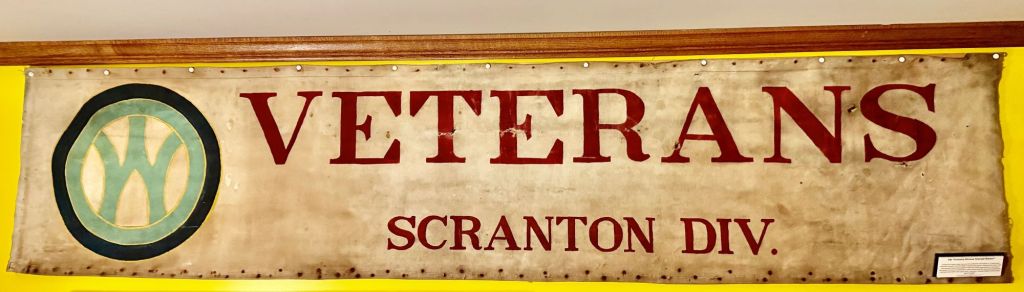 W
VETERANS
SCRANTON DIV.